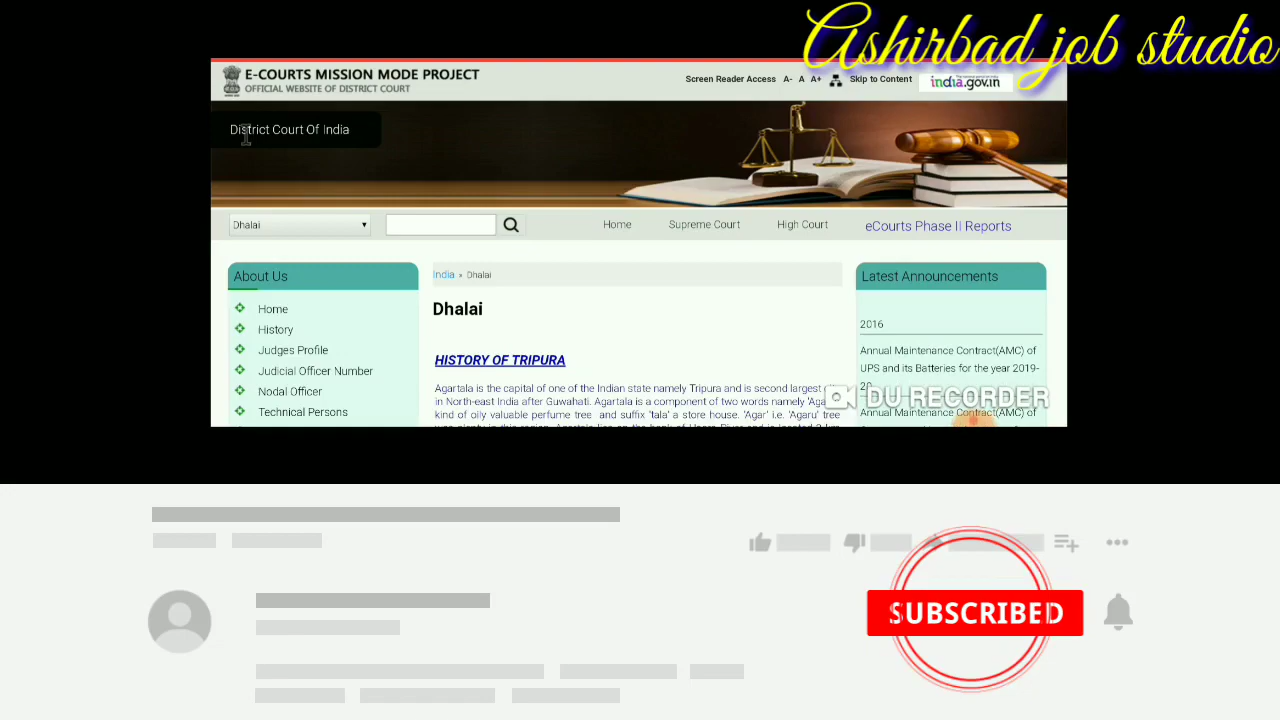 Ashirbad job studio
E-COURTS MISSION MODE PROJECT
OFFICIAL WEBSITE OF DISTRICT COURT
Screen Reader Access A- A A+ Skip to Content
india.gov.in
District Court Of India
Dhalai
Home Supreme Court High Court eCourts Phase II Reports
About Us
Home
History
Judges Profile
Judicial Officer Number
Nodal Officer
Technical Persons
India » Dhalai
Dhalai
HISTORY OF TRIPURA
Agartala is the capital of one of the Indian state namely Tripura and is second largest
in North-east India after Guwahati. Agartala is a component of two words namely
kind of oily valuable perfume tree and suffix 'tala' a store house. 'Agar' i.e. 'Agaru' tree
Latest Announcements
2016
Annual Maintenance Contract(AMC) of
UPS and its Batteries for the year 2019-
20
Annual Maintenance Contract(AMC) of
DU RECORDER
SUBSCRIBED